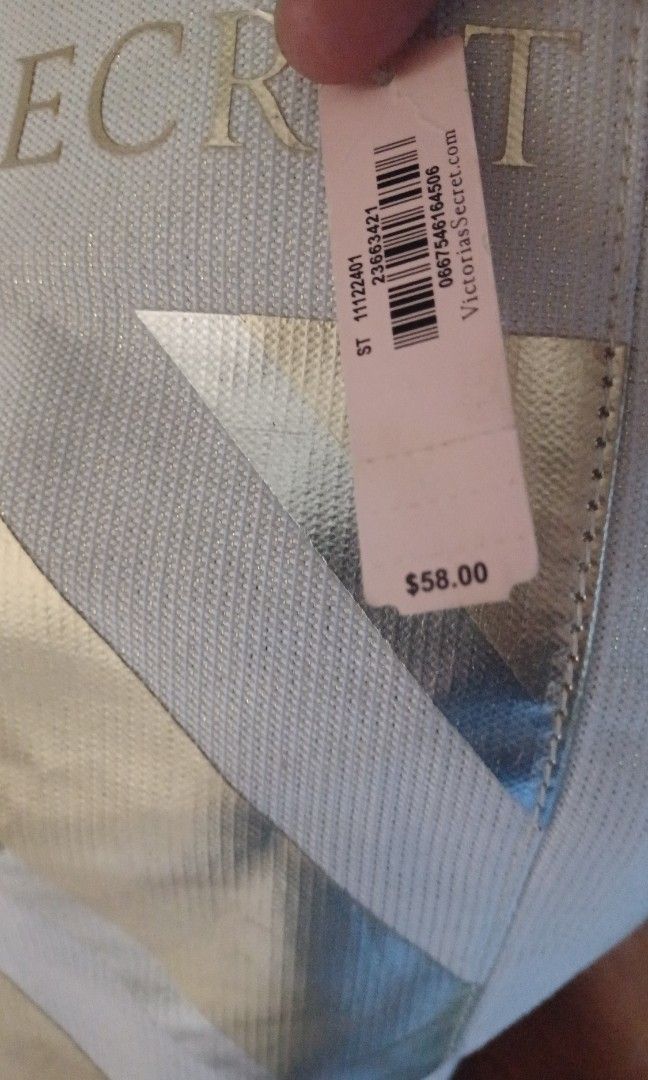 ECR T
ST 11122401
23663421
0667546164506
VictoriasSecret.com
$58.00